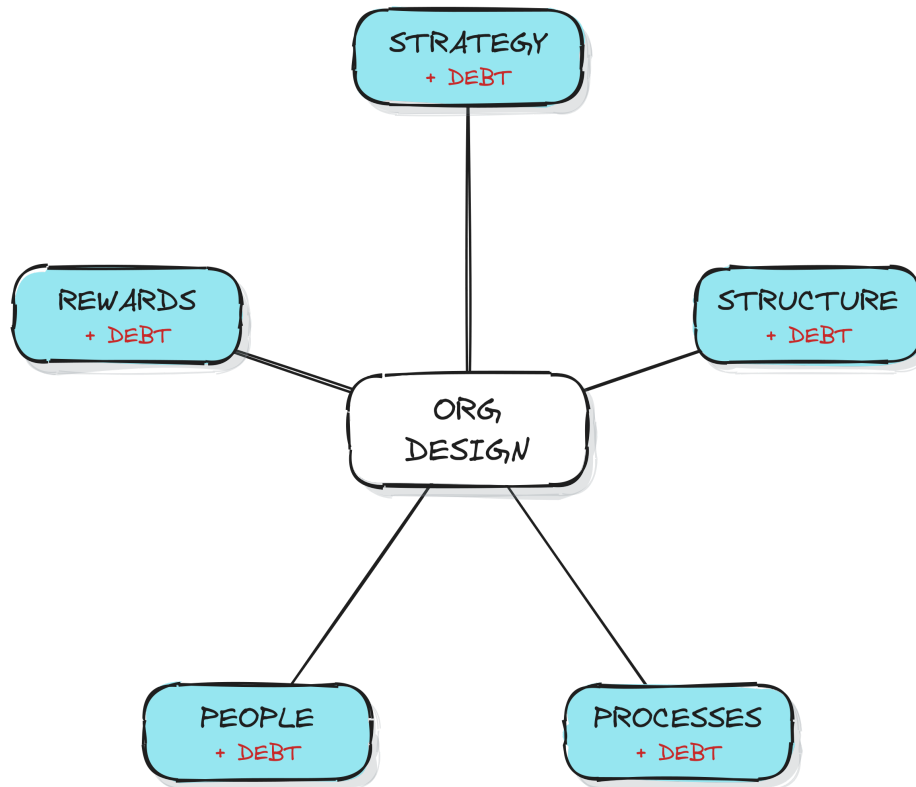 STRATEGY
+ DEBT
REWARDS
+ DEBT
STRUCTURE
+ DEBT
ORG
DESIGN
PEOPLE
+ DEBT
PROCESSES
+ DEBT